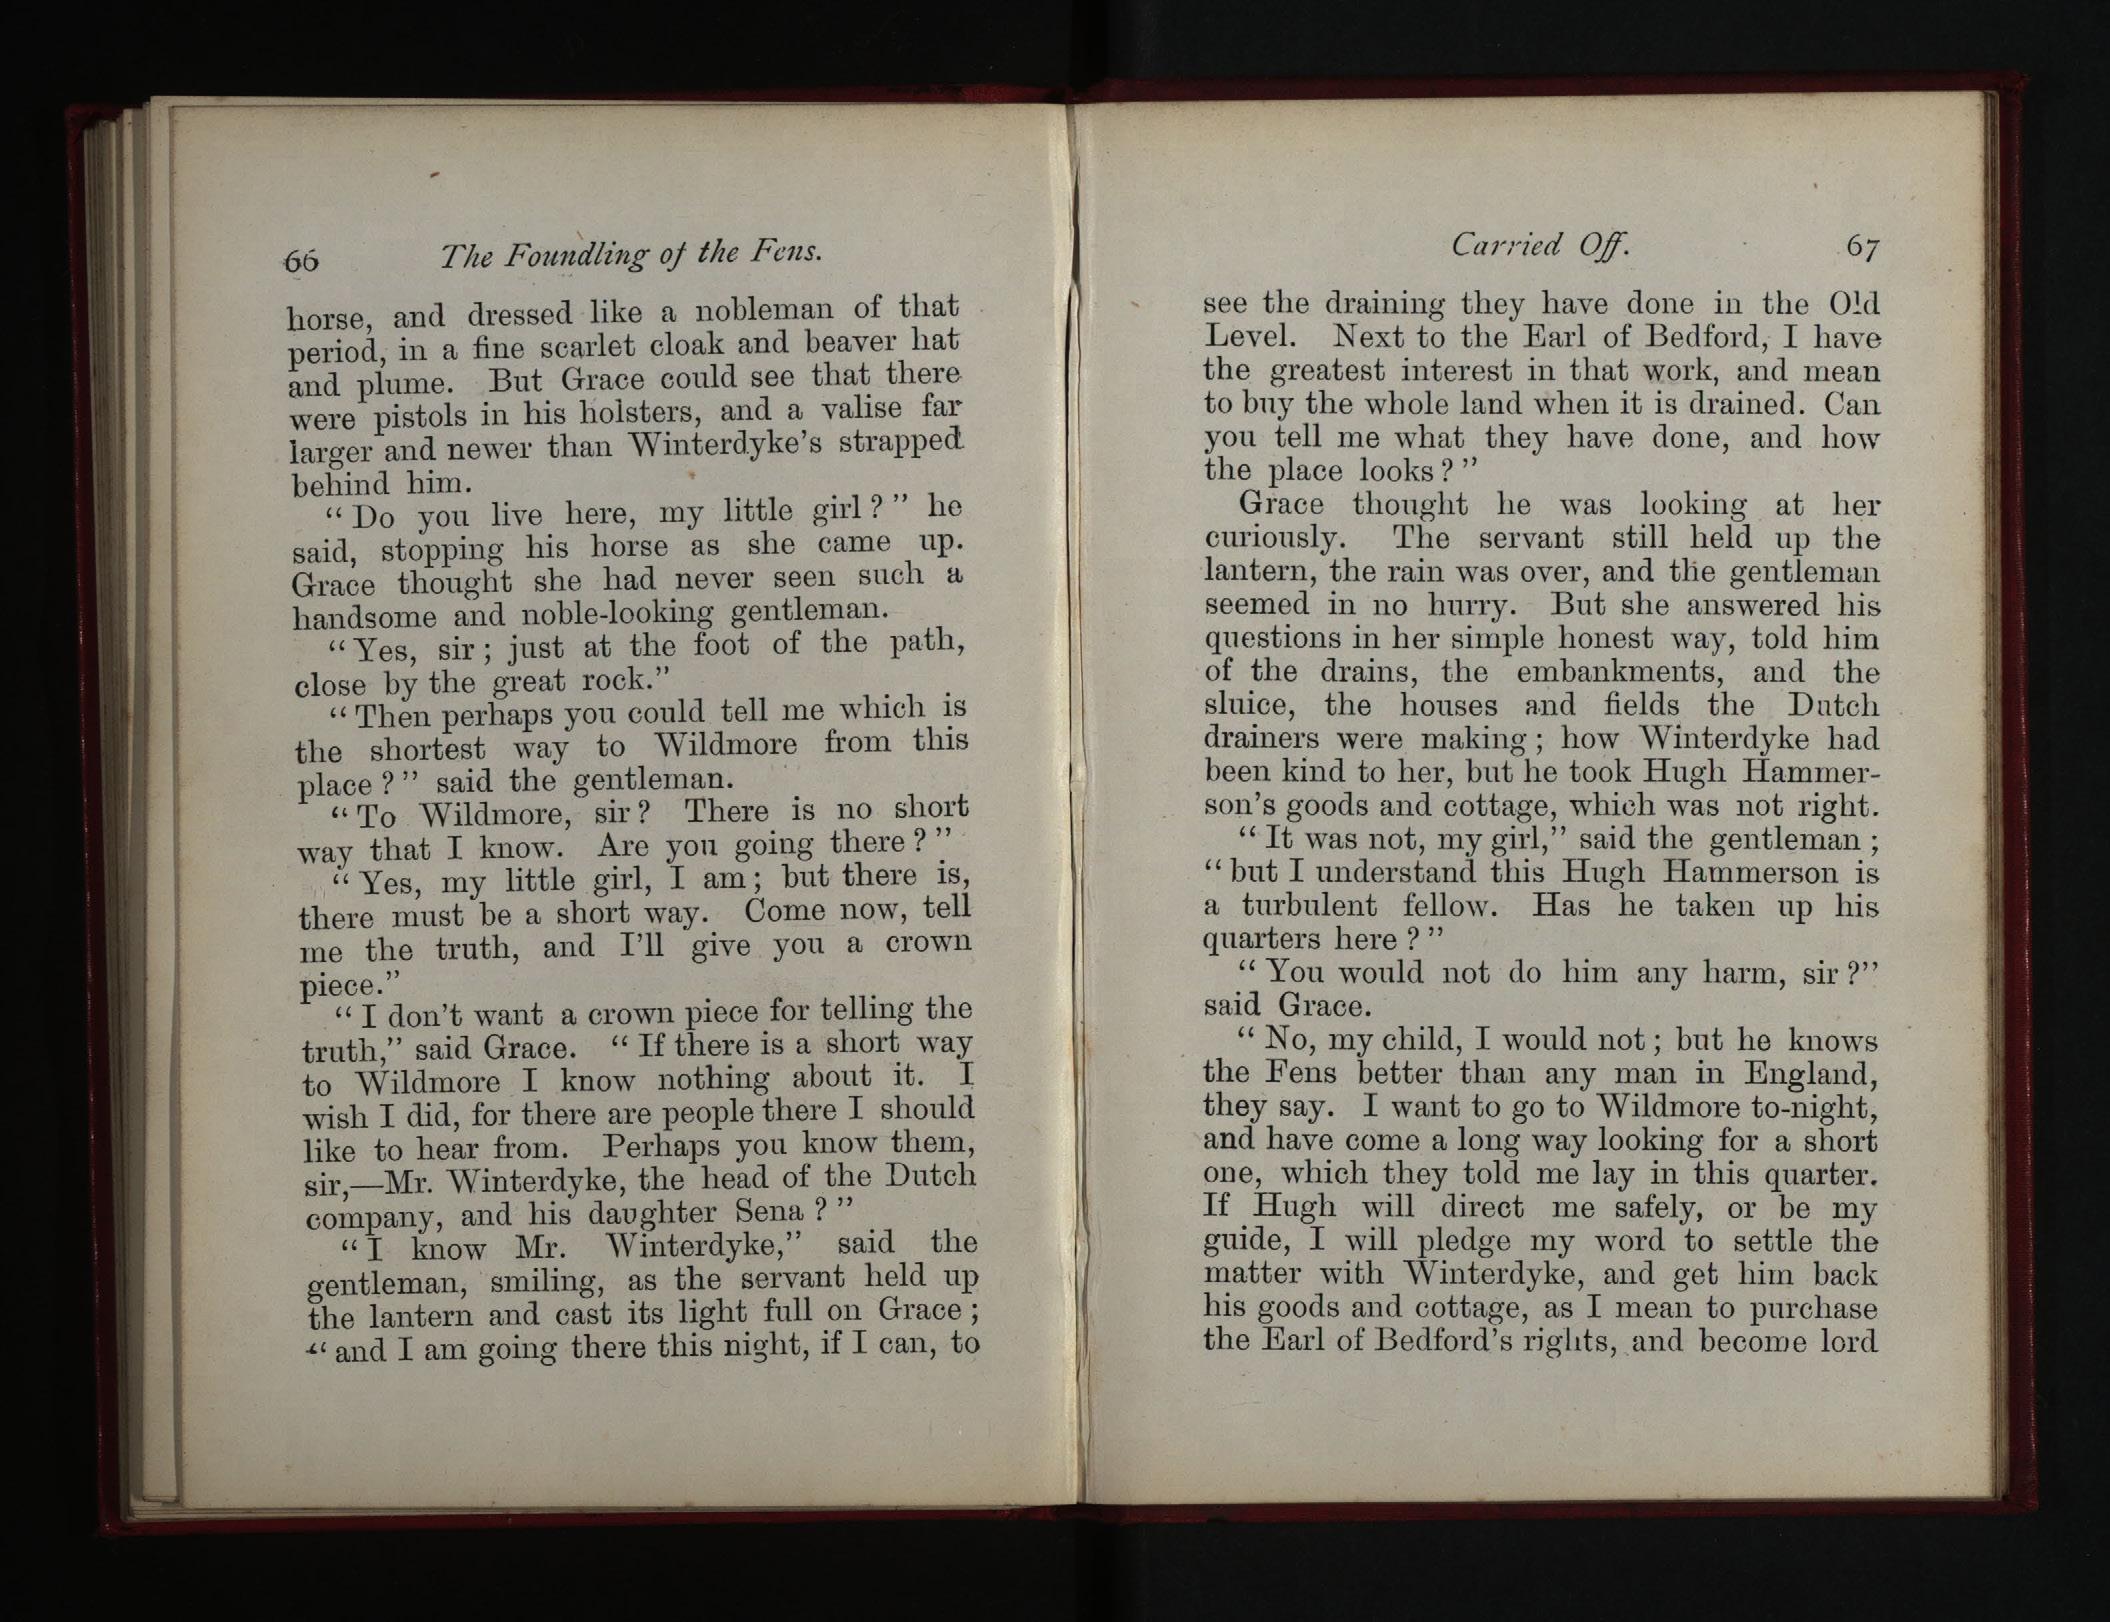 66 The Foundling of the Fens.
horse, and dressed like a nobleman of that
period, in a fine scarlet cloak and beaver hat
and plume. But Grace could see that there
were pistols in his holsters, and a valise far
larger and newer than Winterdyke's strapped
behind him.
“Do you live here, my little girl?” he
said, stopping his horse as she came up.
Grace thought she had never seen such a
handsome and noble-looking gentleman.
“Yes, sir; just at the foot of the path,
close by the great rock.”
“Then perhaps you could tell me which is
the shortest way to Wildmore from this
place?” said the gentleman.
“To Wildmore, sir? There is no short
way that I know. Are you going there?”
“Yes, my little girl, I am; but there is,
there must be a short way. Come now, tell
me the truth, and I'll give you a crown
piece.”
“I don't want a crown piece for telling the
truth,” said Grace. “If there is a short way
to Wildmore I know nothing about it. I
wish I did, for there are people there I should
like to hear from. Perhaps you know them,
sir,—Mr. Winterdyke, the head of the Dutch
company, and his daughter Sena?”
“I know Mr. Winterdyke,” said the
gentleman, smiling, as the servant held up
the lantern and cast its light full on Grace;
“and I am going there this night, if I can, to
Carried Off. 67
see the draining they have done in the Old
Level. Next to the Earl of Bedford, I have
the greatest interest in that work, and mean
to buy the whole land when it is drained. Can
you tell me what they have done, and how
the place looks?”
Grace thought he was looking at her
curiously. The servant still held up the
lantern, the rain was over, and the gentleman
seemed in no hurry. But she answered his
questions in her simple honest way, told him
of the drains, the embankments, and the
sluice, the houses and fields the Dutch
drainers were making; how Winterdyke had
been kind to her, but he took Hugh Hammer-
son's goods and cottage, which was not right.
“It was not, my girl,” said the gentleman;
“but I understand this Hugh Hammerson is
a turbulent fellow. Has he taken up his
quarters here?”
“You would not do him any harm, sir?”
said Grace.
“No, my child, I would not; but he knows
the Fens better than any man in England,
they say. I want to go to Wildmore to-night,
and have come a long way looking for a short
one, which they told me lay in this quarter.
If Hugh will direct me safely, or be my
guide, I will pledge my word to settle the
matter with Winterdyke, and get him back
his goods and cottage, as I mean to purchase
the Earl of Bedford's rights, and become lord